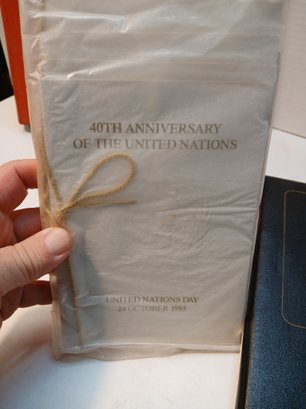 40TH ANNIVERSARY
OF THE UNITED NATIONS
UNITED NATIONS DAY
24 OCTOBER 1985